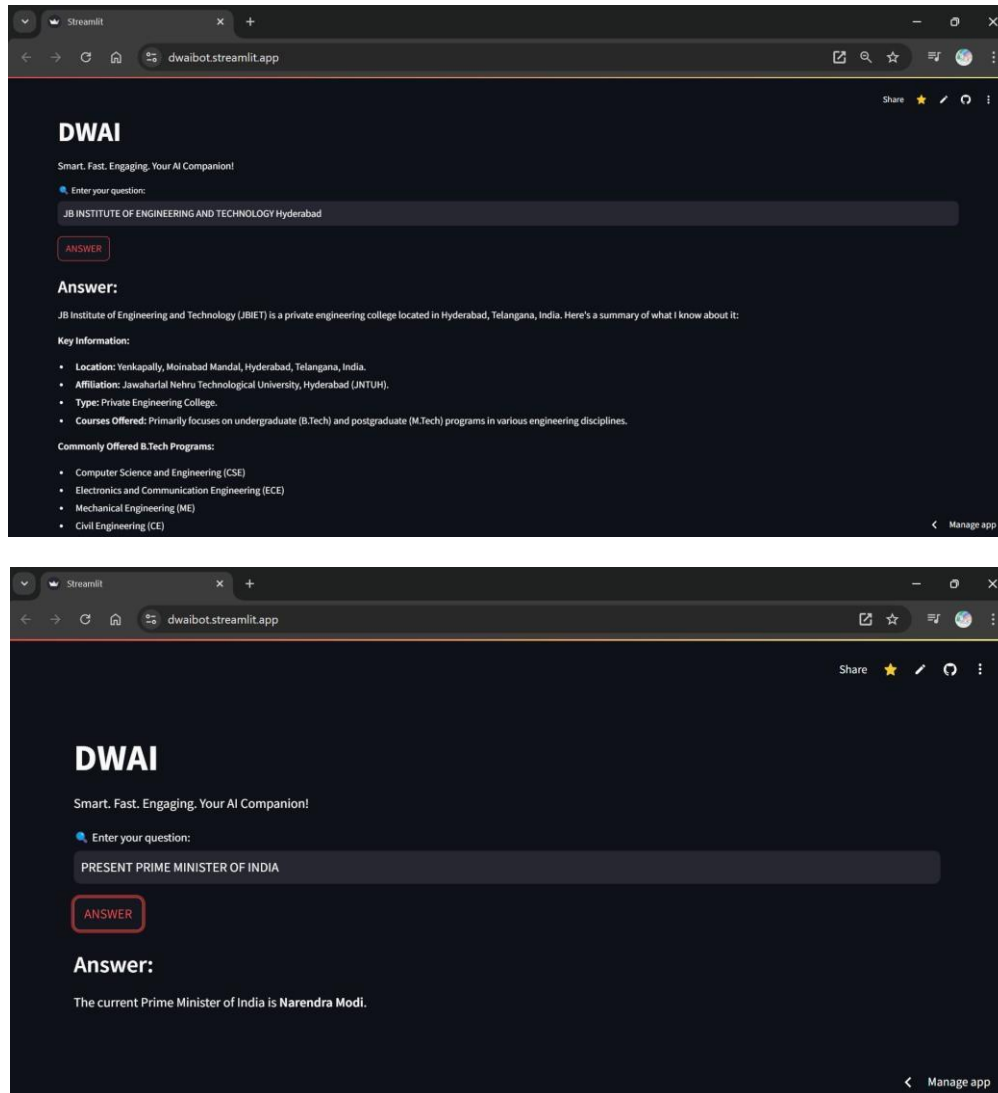 Streamlit
dwaibot.streamlit.app
Share
DWAI
Smart. Fast. Engaging. Your AI Companion!
Enter your question:
JB INSTITUTE OF ENGINEERING AND TECHNOLOGY Hyderabad
ANSWER
Answer:
JB Institute of Engineering and Technology (JBIET) is a private engineering college located in Hyderabad, Telangana, India. Here's a summary of what I know about it:
Key Information:
• Location: Yenkapally, Moinabad Mandal, Hyderabad, Telangana, India.
• Affiliation: Jawaharlal Nehru Technological University, Hyderabad (JNTUH).
• Type: Private Engineering College.
• Courses Offered: Primarily focuses on undergraduate (B.Tech) and postgraduate (M.Tech) programs in various engineering disciplines.
Commonly Offered B.Tech Programs:
• Computer Science and Engineering (CSE)
• Electronics and Communication Engineering (ECE)
• Mechanical Engineering (ME)
• Civil Engineering (CE)
Manage app
Streamlit
dwaibot.streamlit.app
Share
DWAI
Smart. Fast. Engaging. Your AI Companion!
Enter your question:
PRESENT PRIME MINISTER OF INDIA
ANSWER
Answer:
The current Prime Minister of India is Narendra Modi.
Manage app